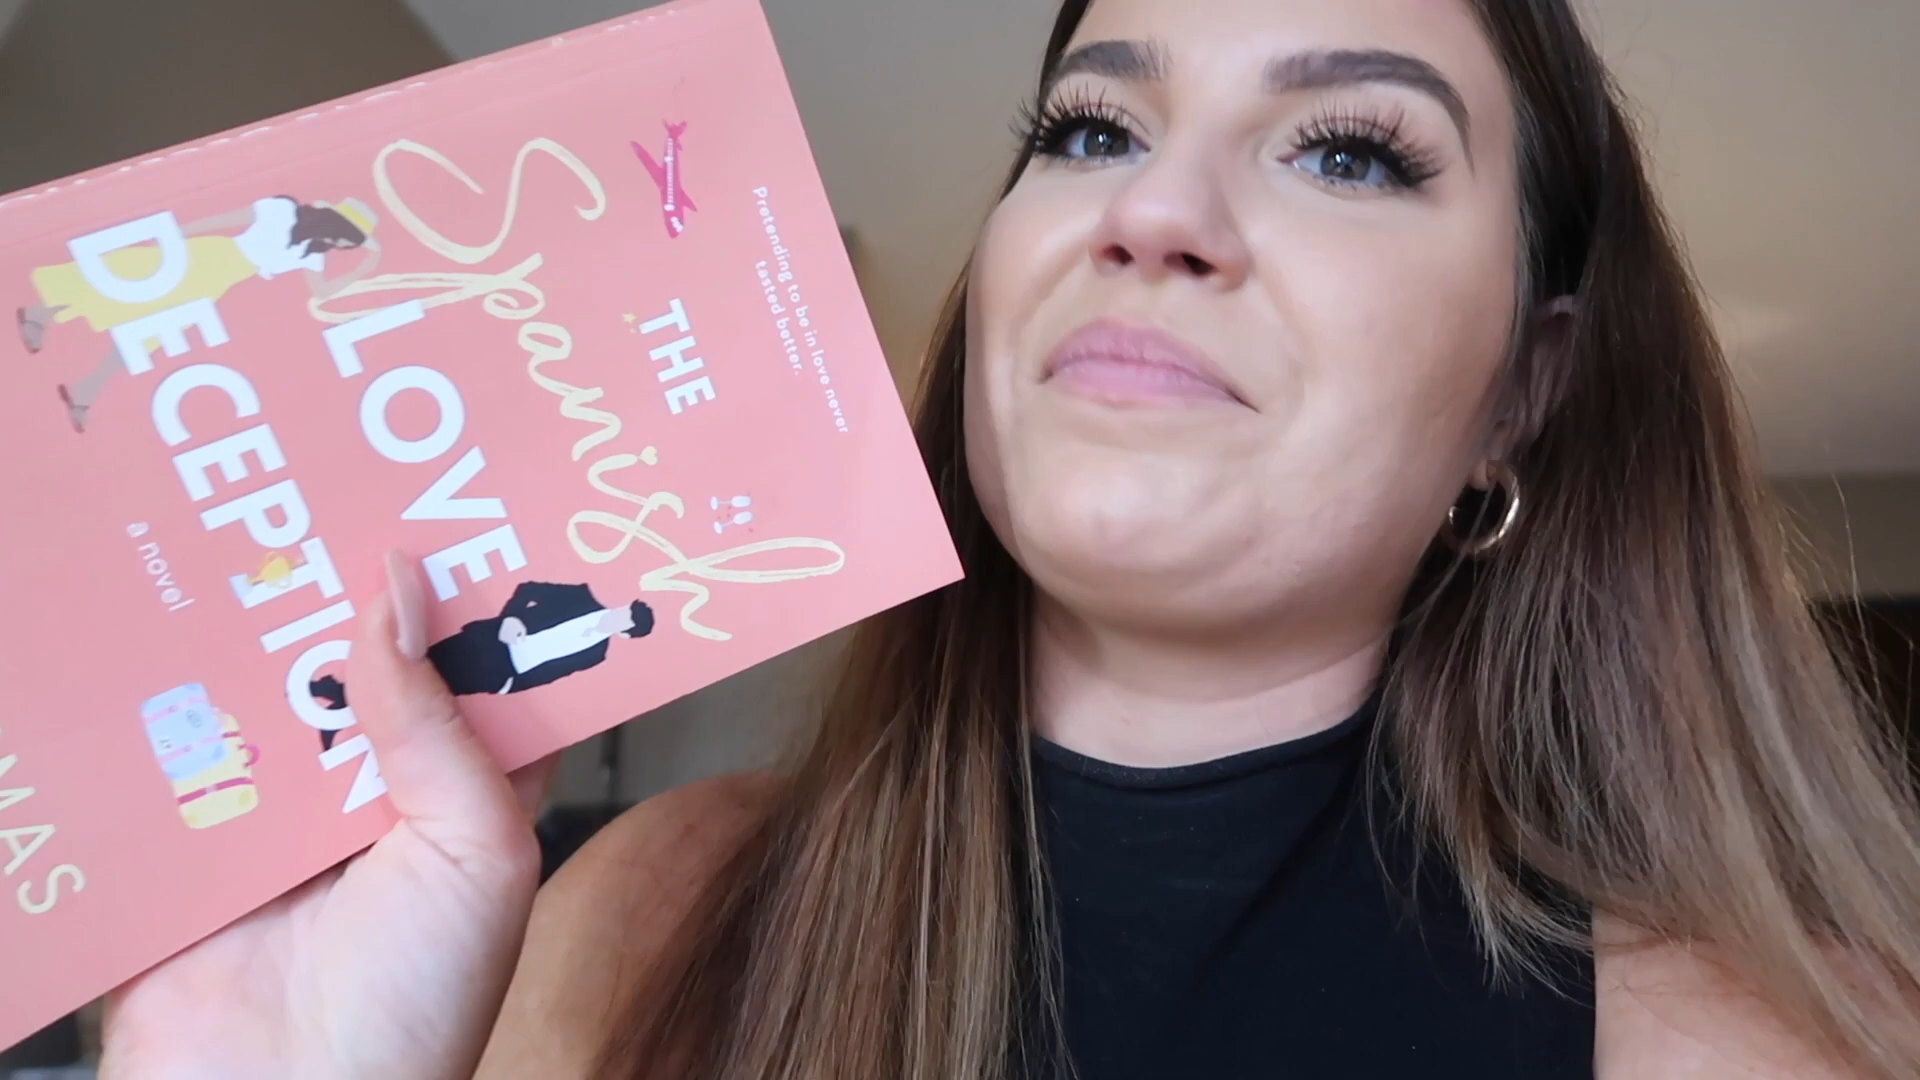 Pretending to be in love never
tasted better.
THE
Spanish
LOVE
DECEPTION
a novel
MAS